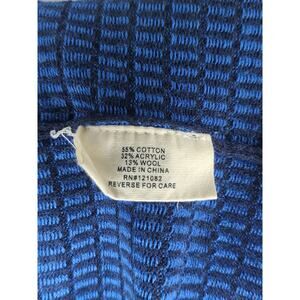 55% COTTON
32% ACRYLIC
13% WOOL
MADE IN CHINA
RN#121082
REVERSE FOR CARE